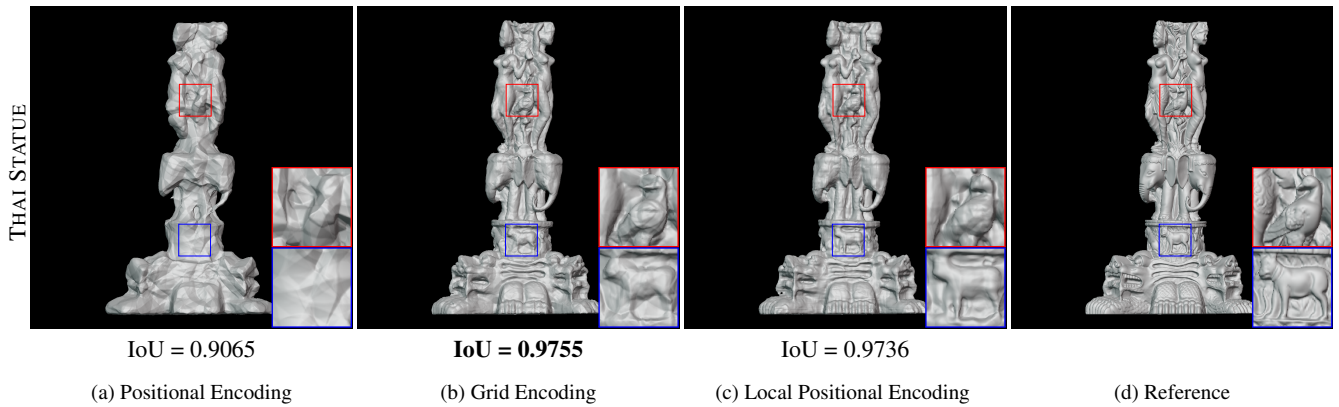 THAI STATUE
IoU = 0.9065
IoU = 0.9755
IoU = 0.9736
(a) Positional Encoding
(b) Grid Encoding
(c) Local Positional Encoding
(d) Reference